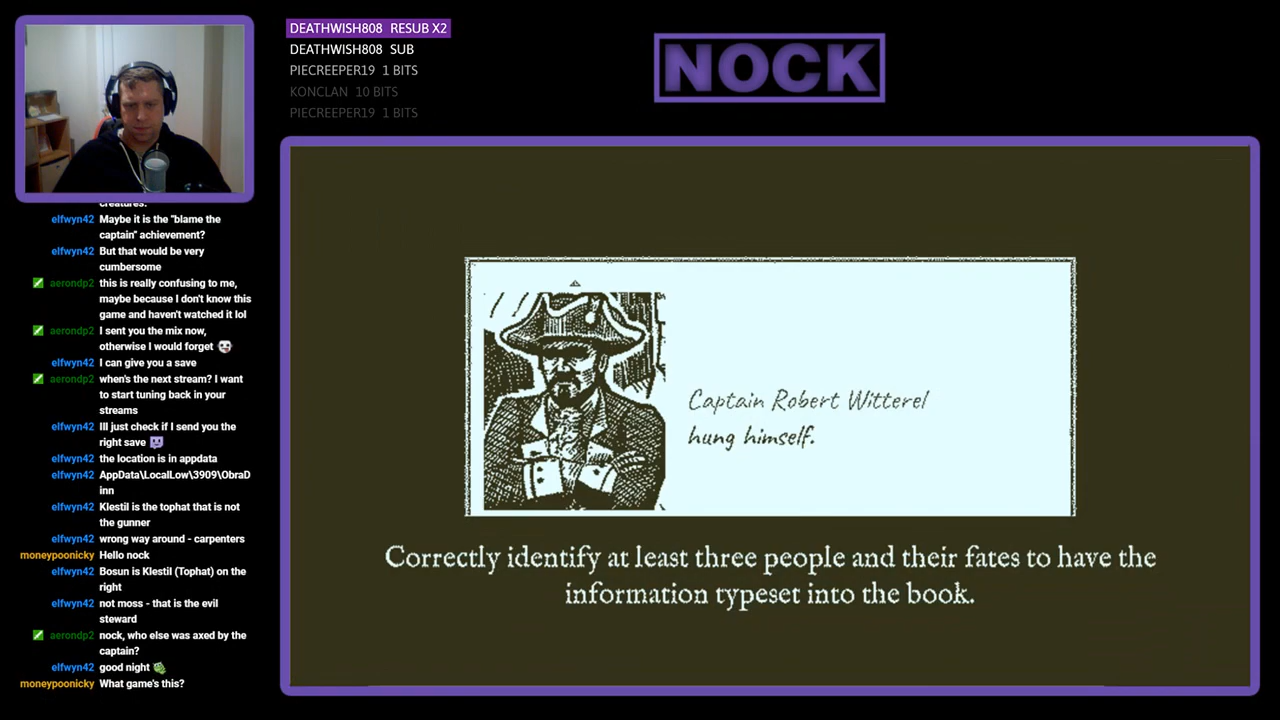 DEATHWISH808 RESUB X2
DEATHWISH808 SUB
PIECREEPER19 1 BITS
KONCLAN 10 BITS
PIECREEPER19 1 BITS
NOCK
creatures.
elfwyn42 Maybe it is the "blame the
captain" achievement?
elfwyn42 But that would be very
cumbersome
aerondp2 this is really confusing to me,
maybe because I don't know this
game and haven't watched it lol
aerondp2 I sent you the mix now,
otherwise I would forget
elfwyn42 I can give you a save
aerondp2 when's the next stream? I want
to start tuning back in your
streams
elfwyn42 Ill just check if I send you the
right save
elfwyn42 the location is in appdata
elfwyn42 AppData\LocalLow\3909\ObraD
inn
elfwyn42 Klestil is the tophat that is not
the gunner
elfwyn42 wrong way around - carpenters
moneypoonicky Hello nock
elfwyn42 Bosun is Klestil (Tophat) on the
right
elfwyn42 not moss - that is the evil
steward
aerondp2 nock, who else was axed by the
captain?
elfwyn42 good night
moneypoonicky What game's this?
Captain Robert Witterel
hung himself.
Correctly identify at least three people and their fates to have the
information typeset into the book.